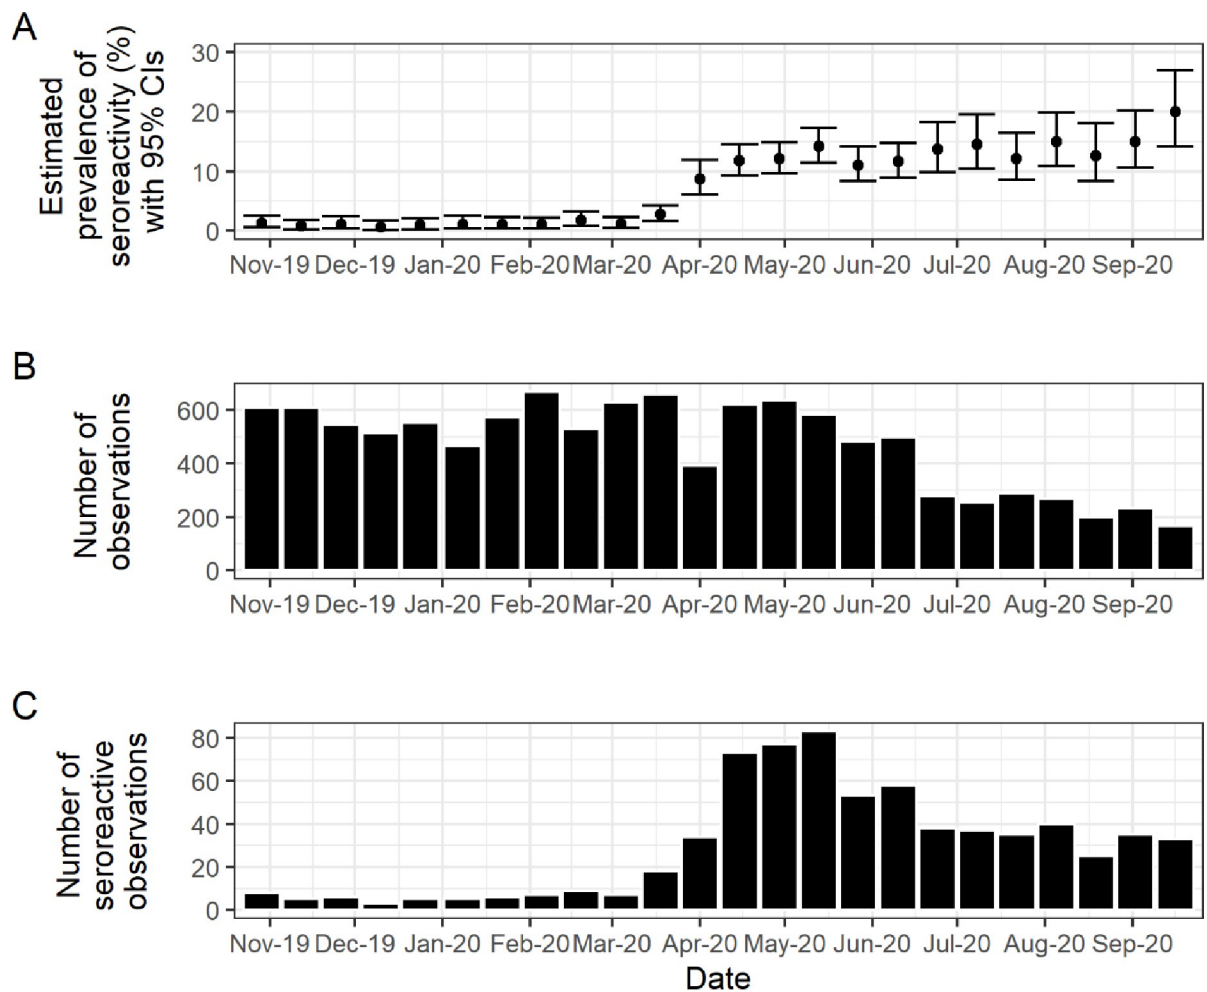 A
Estimated
prevalence of
seroreactivity (%)
with 95% CIs
30
20
10
0
Nov-19 Dec-19 Jan-20 Feb-20 Mar-20 Apr-20 May-20 Jun-20 Jul-20 Aug-20 Sep-20
B
Number of
observations
600
400
200
0
Nov-19 Dec-19 Jan-20 Feb-20 Mar-20 Apr-20 May-20 Jun-20 Jul-20 Aug-20 Sep-20
C
Number of
seroreactive
observations
80
60
40
20
0
Nov-19 Dec-19 Jan-20 Feb-20 Mar-20 Apr-20 May-20 Jun-20 Jul-20 Aug-20 Sep-20
Date